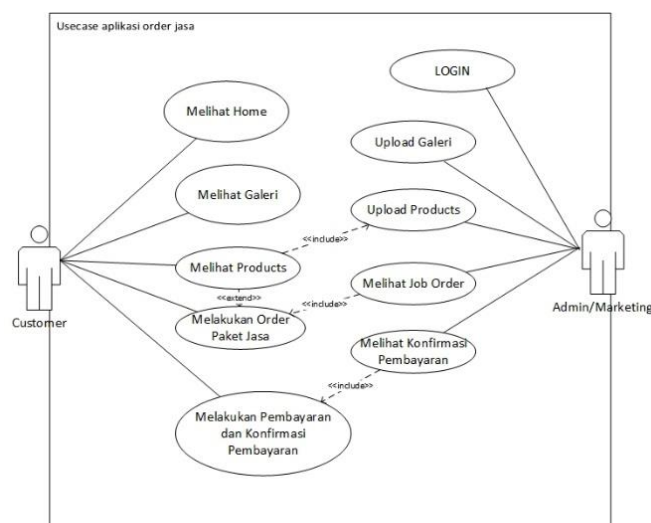 Usecase aplikasi order jasa
LOGIN
Melihat Home
Upload Galeri
Melihat Galeri
Upload Products
<<include>>
Melihat Products
<<extend>>
Melihat Job Order
<<include>>
Melakukan Order
Paket Jasa
Customer
Admin/Marketing
Melihat Konfirmasi
Pembayaran
<<include>>
Melakukan Pembayaran
dan Konfirmasi
Pembayaran